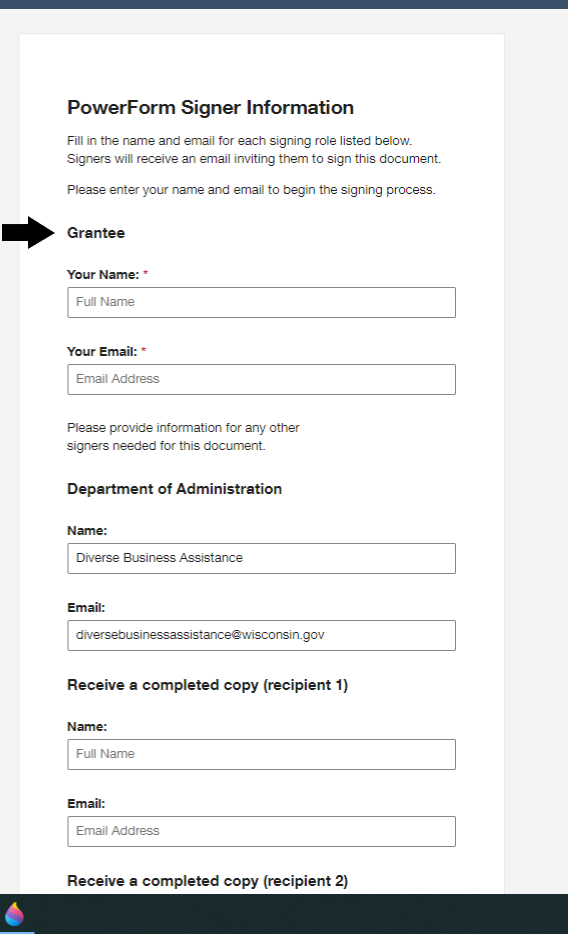 PowerForm Signer Information
Fill in the name and email for each signing role listed below.
Signers will receive an email inviting them to sign this document.
Please enter your name and email to begin the signing process.
Grantee
Your Name: *
Full Name
Your Email: *
Email Address
Please provide information for any other
signers needed for this document.
Department of Administration
Name:
Diverse Business Assistance
Email:
diversebusinessassistance@wisconsin.gov
Receive a completed copy (recipient 1)
Name:
Full Name
Email:
Email Address
Receive a completed copy (recipient 2)